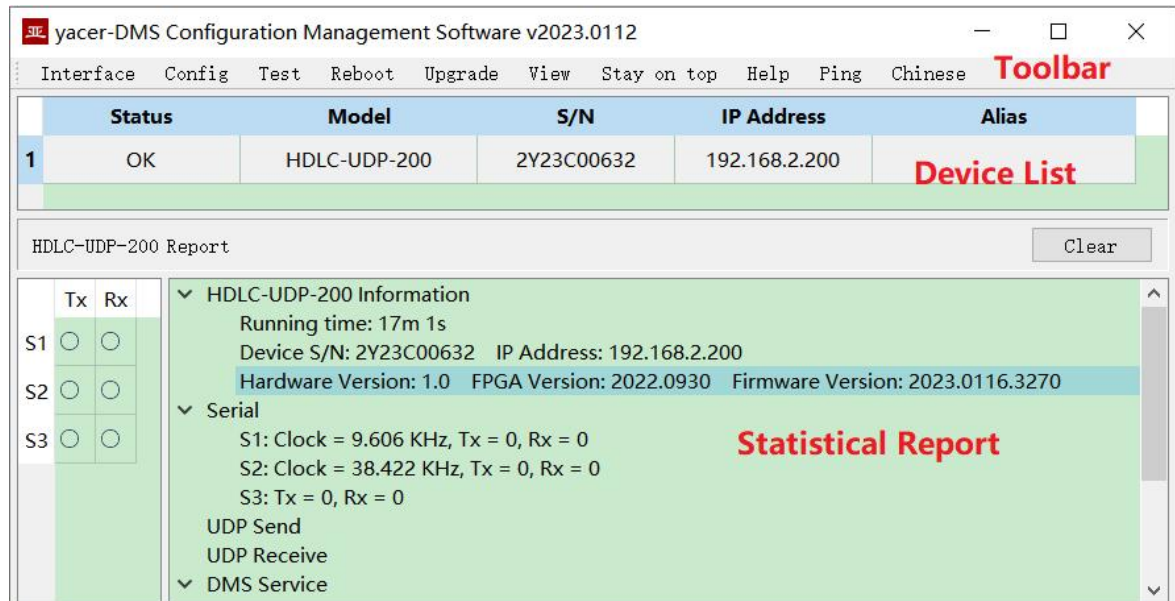 亚 yacer-DMS Configuration Management Software v2023.0112
Interface Config Test Reboot Upgrade View Stay on top Help Ping Chinese Toolbar
Status Model S/N IP Address Alias
1 OK HDLC-UDP-200 2Y23C00632 192.168.2.200
Device List
HDLC-UDP-200 Report Clear
Tx Rx
S1
S2
S3
HDLC-UDP-200 Information
Running time: 17m 1s
Device S/N: 2Y23C00632 IP Address: 192.168.2.200
Hardware Version: 1.0 FPGA Version: 2022.0930 Firmware Version: 2023.0116.3270
Serial
S1: Clock = 9.606 KHz, Tx = 0, Rx = 0
S2: Clock = 38.422 KHz, Tx = 0, Rx = 0
S3: Tx = 0, Rx = 0
Statistical Report
UDP Send
UDP Receive
DMS Service